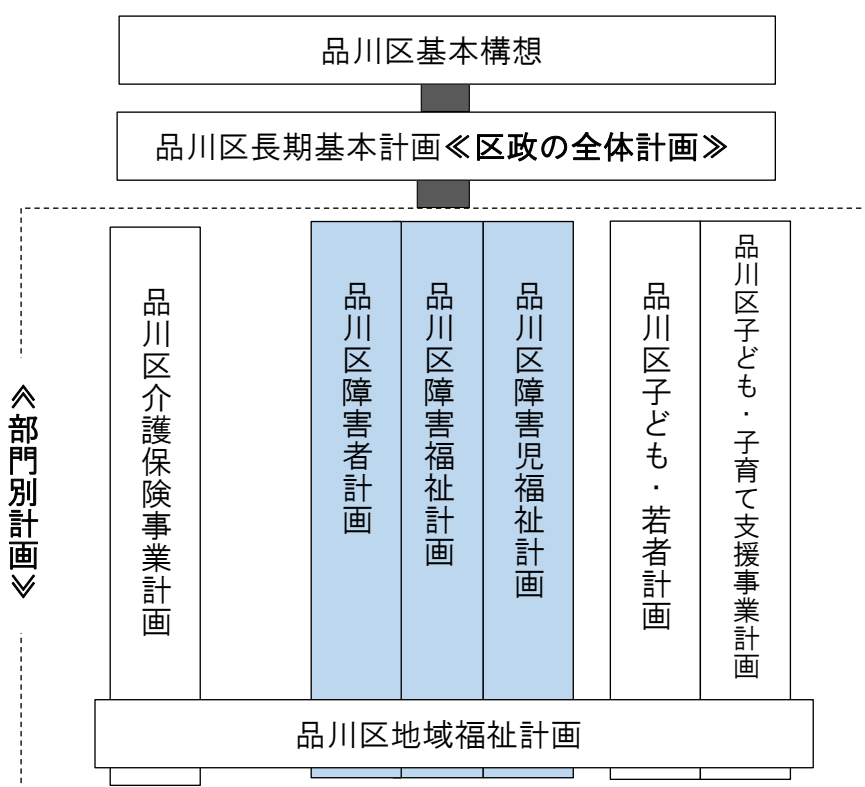 品川区基本構想
品川区長期基本計画≪区政の全体計画≫
≪部門別計画≫
品川区介護保険事業計画
品川区障害者計画
品川区障害福祉計画
品川区障害児福祉計画
品川区子ども・若者計画
品川区子ども・子育て支援事業計画
品川区地域福祉計画